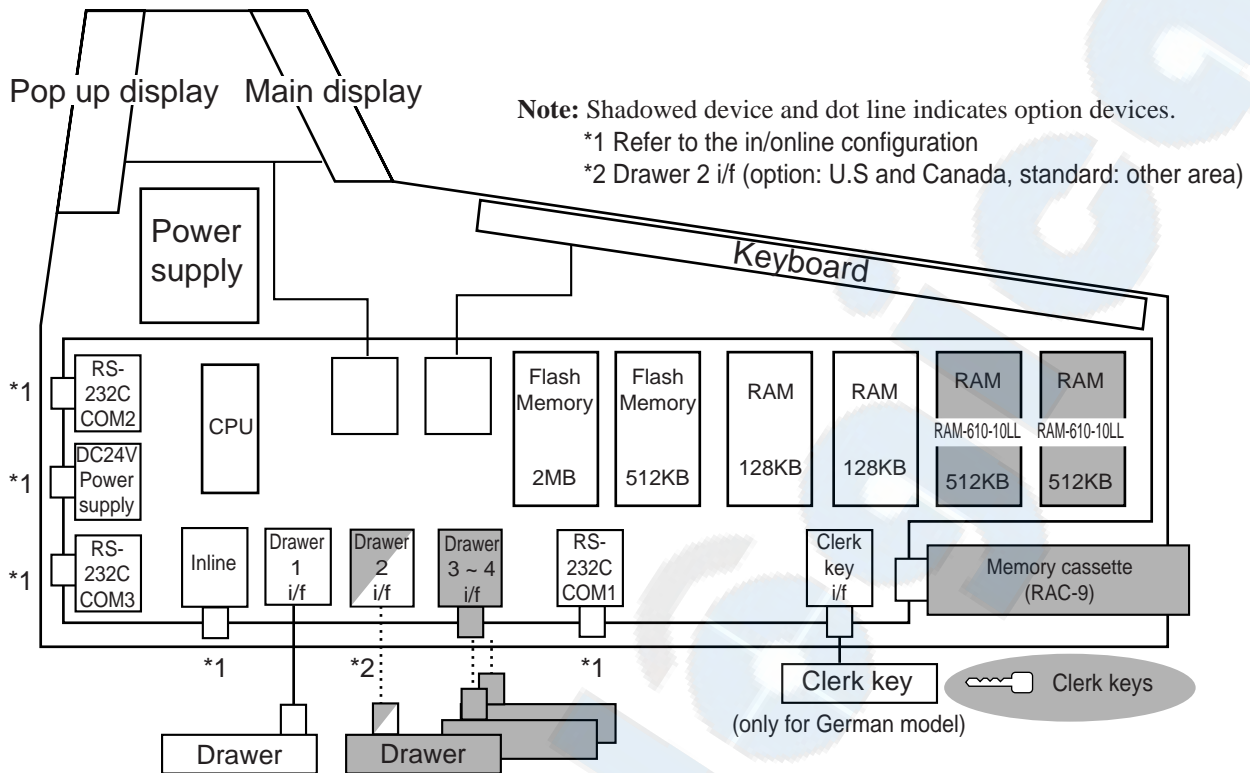 Pop up display
Main display
Note: Shadowed device and dot line indicates option devices.
*1 Refer to the in/online configuration
*2 Drawer 2 i/f (option: U.S and Canada, standard: other area)
Power
supply
Keyboard
*1
RS-
232C
COM2
CPU
Flash
Memory
2MB
Flash
Memory
512KB
RAM
128KB
RAM
128KB
RAM
RAM-610-10LL
512KB
RAM
RAM-610-10LL
512KB
*1
DC24V
Power
supply
*1
RS-
232C
COM3
Inline
Drawer
1
i/f
Drawer
2
i/f
Drawer
3 ~ 4
i/f
RS-
232C
COM1
Clerk
key
i/f
Memory cassette
(RAC-9)
*1
*2
*1
Clerk key
Clerk keys
(only for German model)
Drawer
Drawer